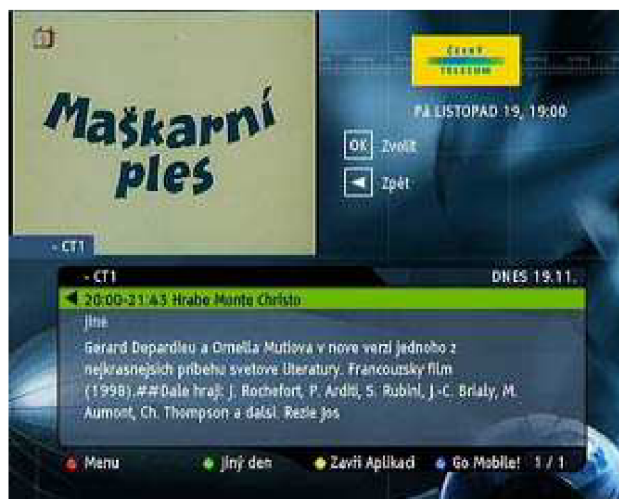 Maškarní
ples
ČESKÝ
TELECOM
PÁ LISTOPAD 19, 19:00
OK Zvolit
Zpět
- CT1
- CT1 DNES 19.11.
20:00-21:43 Hrabe Monte Christo
Jine
Gerard Depardieu a Ornella Mutiova v nove verzi jednoho z
nejkrasnejsich pribehu svetove literatury. Francouzsky film
(1998).##Dale hraji: J. Rochefort, P. Arditi, S. Rubini, J.-C. Brialy, M.
Aumont, Ch. Thompson a dalsi. Rezie Jos
Menu Jiný den Zavři Aplikaci Go Mobile! 1 / 1